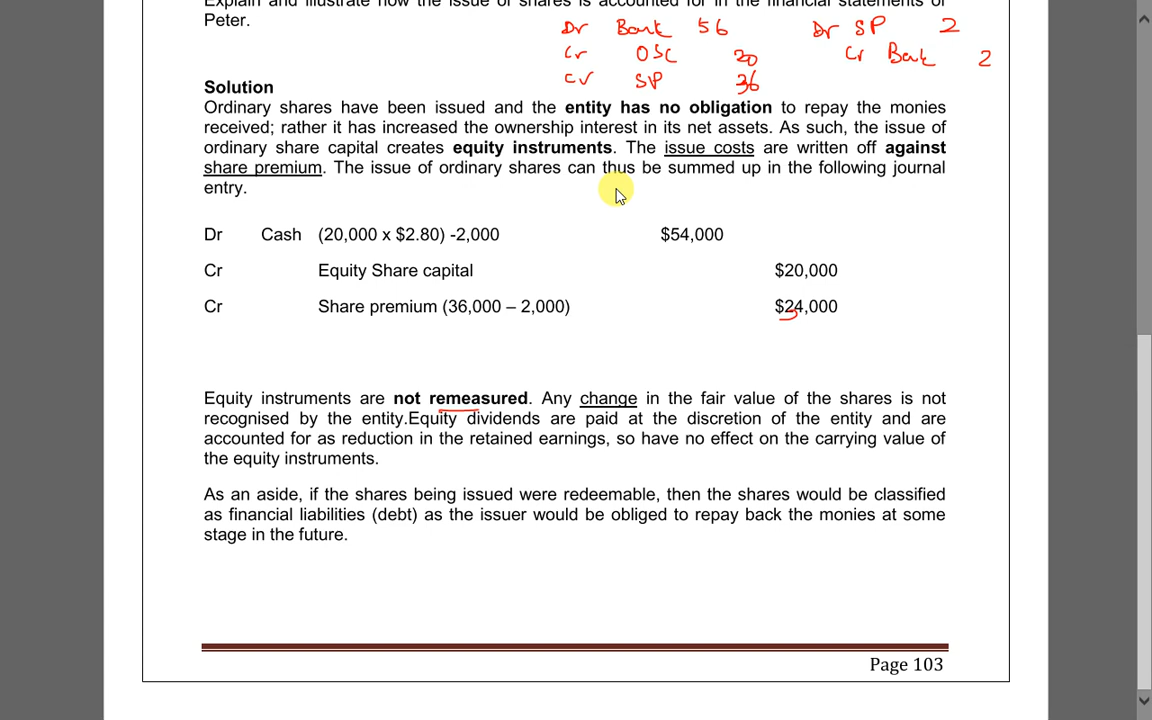 Explain and illustrate how the issue of shares is accounted for in the financial statements of
Peter.
Dr Bank 56 Dr SP 2
Cr OSC 20 Cr Bank 2
Cr SP 36
Solution
Ordinary shares have been issued and the entity has no obligation to repay the monies
received; rather it has increased the ownership interest in its net assets. As such, the issue of
ordinary share capital creates equity instruments. The issue costs are written off against
share premium. The issue of ordinary shares can thus be summed up in the following journal
entry.
Dr Cash (20,000 x $2.80) -2,000 $54,000
Cr Equity Share capital $20,000
Cr Share premium (36,000 – 2,000) $24,000
3
Equity instruments are not remeasured. Any change in the fair value of the shares is not
recognised by the entity.Equity dividends are paid at the discretion of the entity and are
accounted for as reduction in the retained earnings, so have no effect on the carrying value of
the equity instruments.
As an aside, if the shares being issued were redeemable, then the shares would be classified
as financial liabilities (debt) as the issuer would be obliged to repay back the monies at some
stage in the future.
Page 103